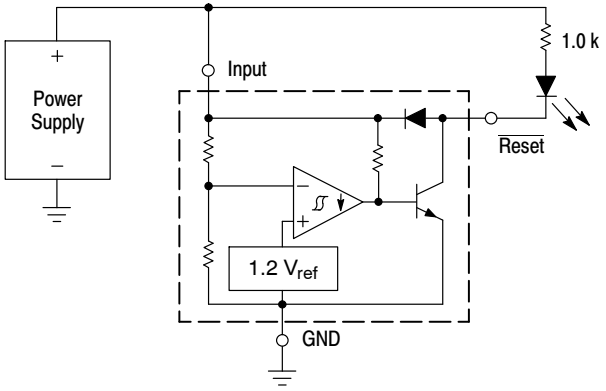 +
Power
Supply
−
Input
1.0 k
Reset
−
+
1.2 Vref
GND